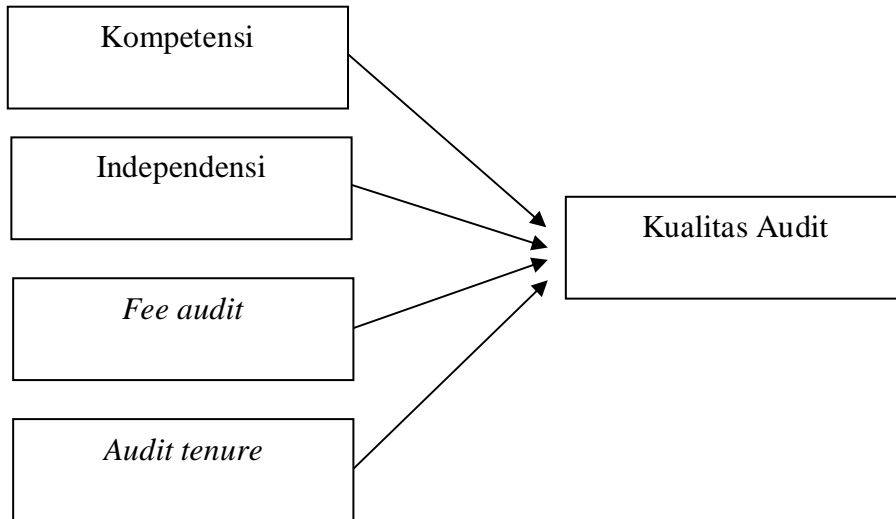 Kompetensi
Independensi
Kualitas Audit
Fee audit
Audit tenure